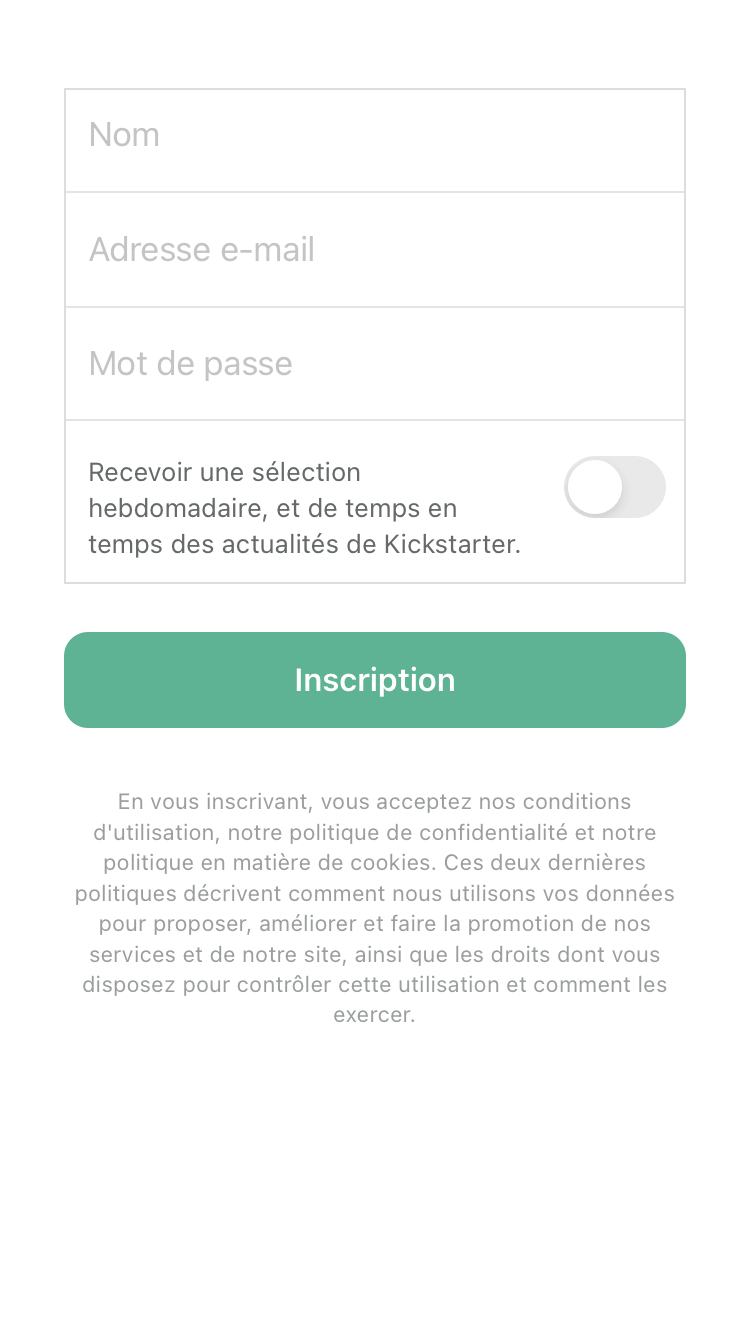 Nom
Adresse e-mail
Mot de passe
Recevoir une sélection
hebdomadaire, et de temps en
temps des actualités de Kickstarter.
Inscription
En vous inscrivant, vous acceptez nos conditions
d'utilisation, notre politique de confidentialité et notre
politique en matière de cookies. Ces deux dernières
politiques décrivent comment nous utilisons vos données
pour proposer, améliorer et faire la promotion de nos
services et de notre site, ainsi que les droits dont vous
disposez pour contrôler cette utilisation et comment les
exercer.